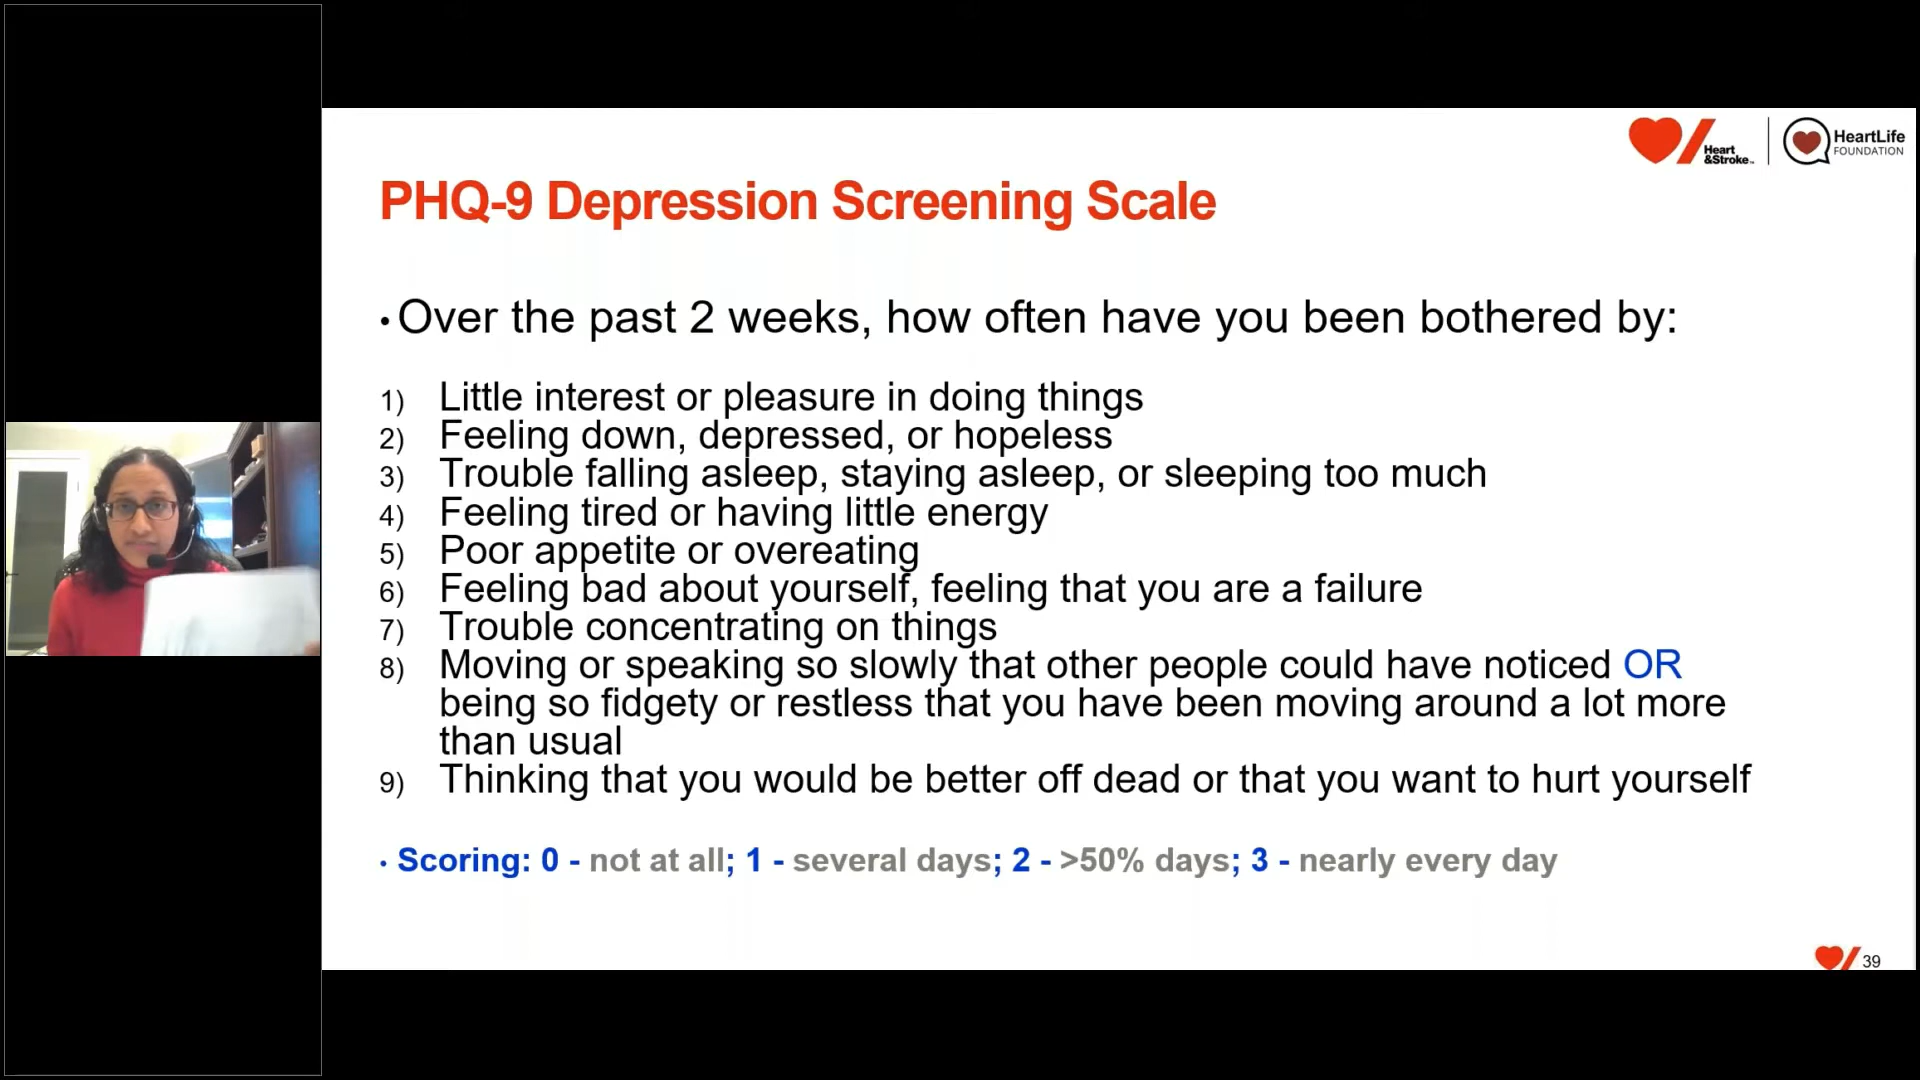 Heart
&Stroke™
HeartLife
FOUNDATION
PHQ-9 Depression Screening Scale
• Over the past 2 weeks, how often have you been bothered by:
1) Little interest or pleasure in doing things
2) Feeling down, depressed, or hopeless
3) Trouble falling asleep, staying asleep, or sleeping too much
4) Feeling tired or having little energy
5) Poor appetite or overeating
6) Feeling bad about yourself, feeling that you are a failure
7) Trouble concentrating on things
8) Moving or speaking so slowly that other people could have noticed OR
being so fidgety or restless that you have been moving around a lot more
than usual
9) Thinking that you would be better off dead or that you want to hurt yourself
• Scoring: 0 - not at all; 1 - several days; 2 - >50% days; 3 - nearly every day
39